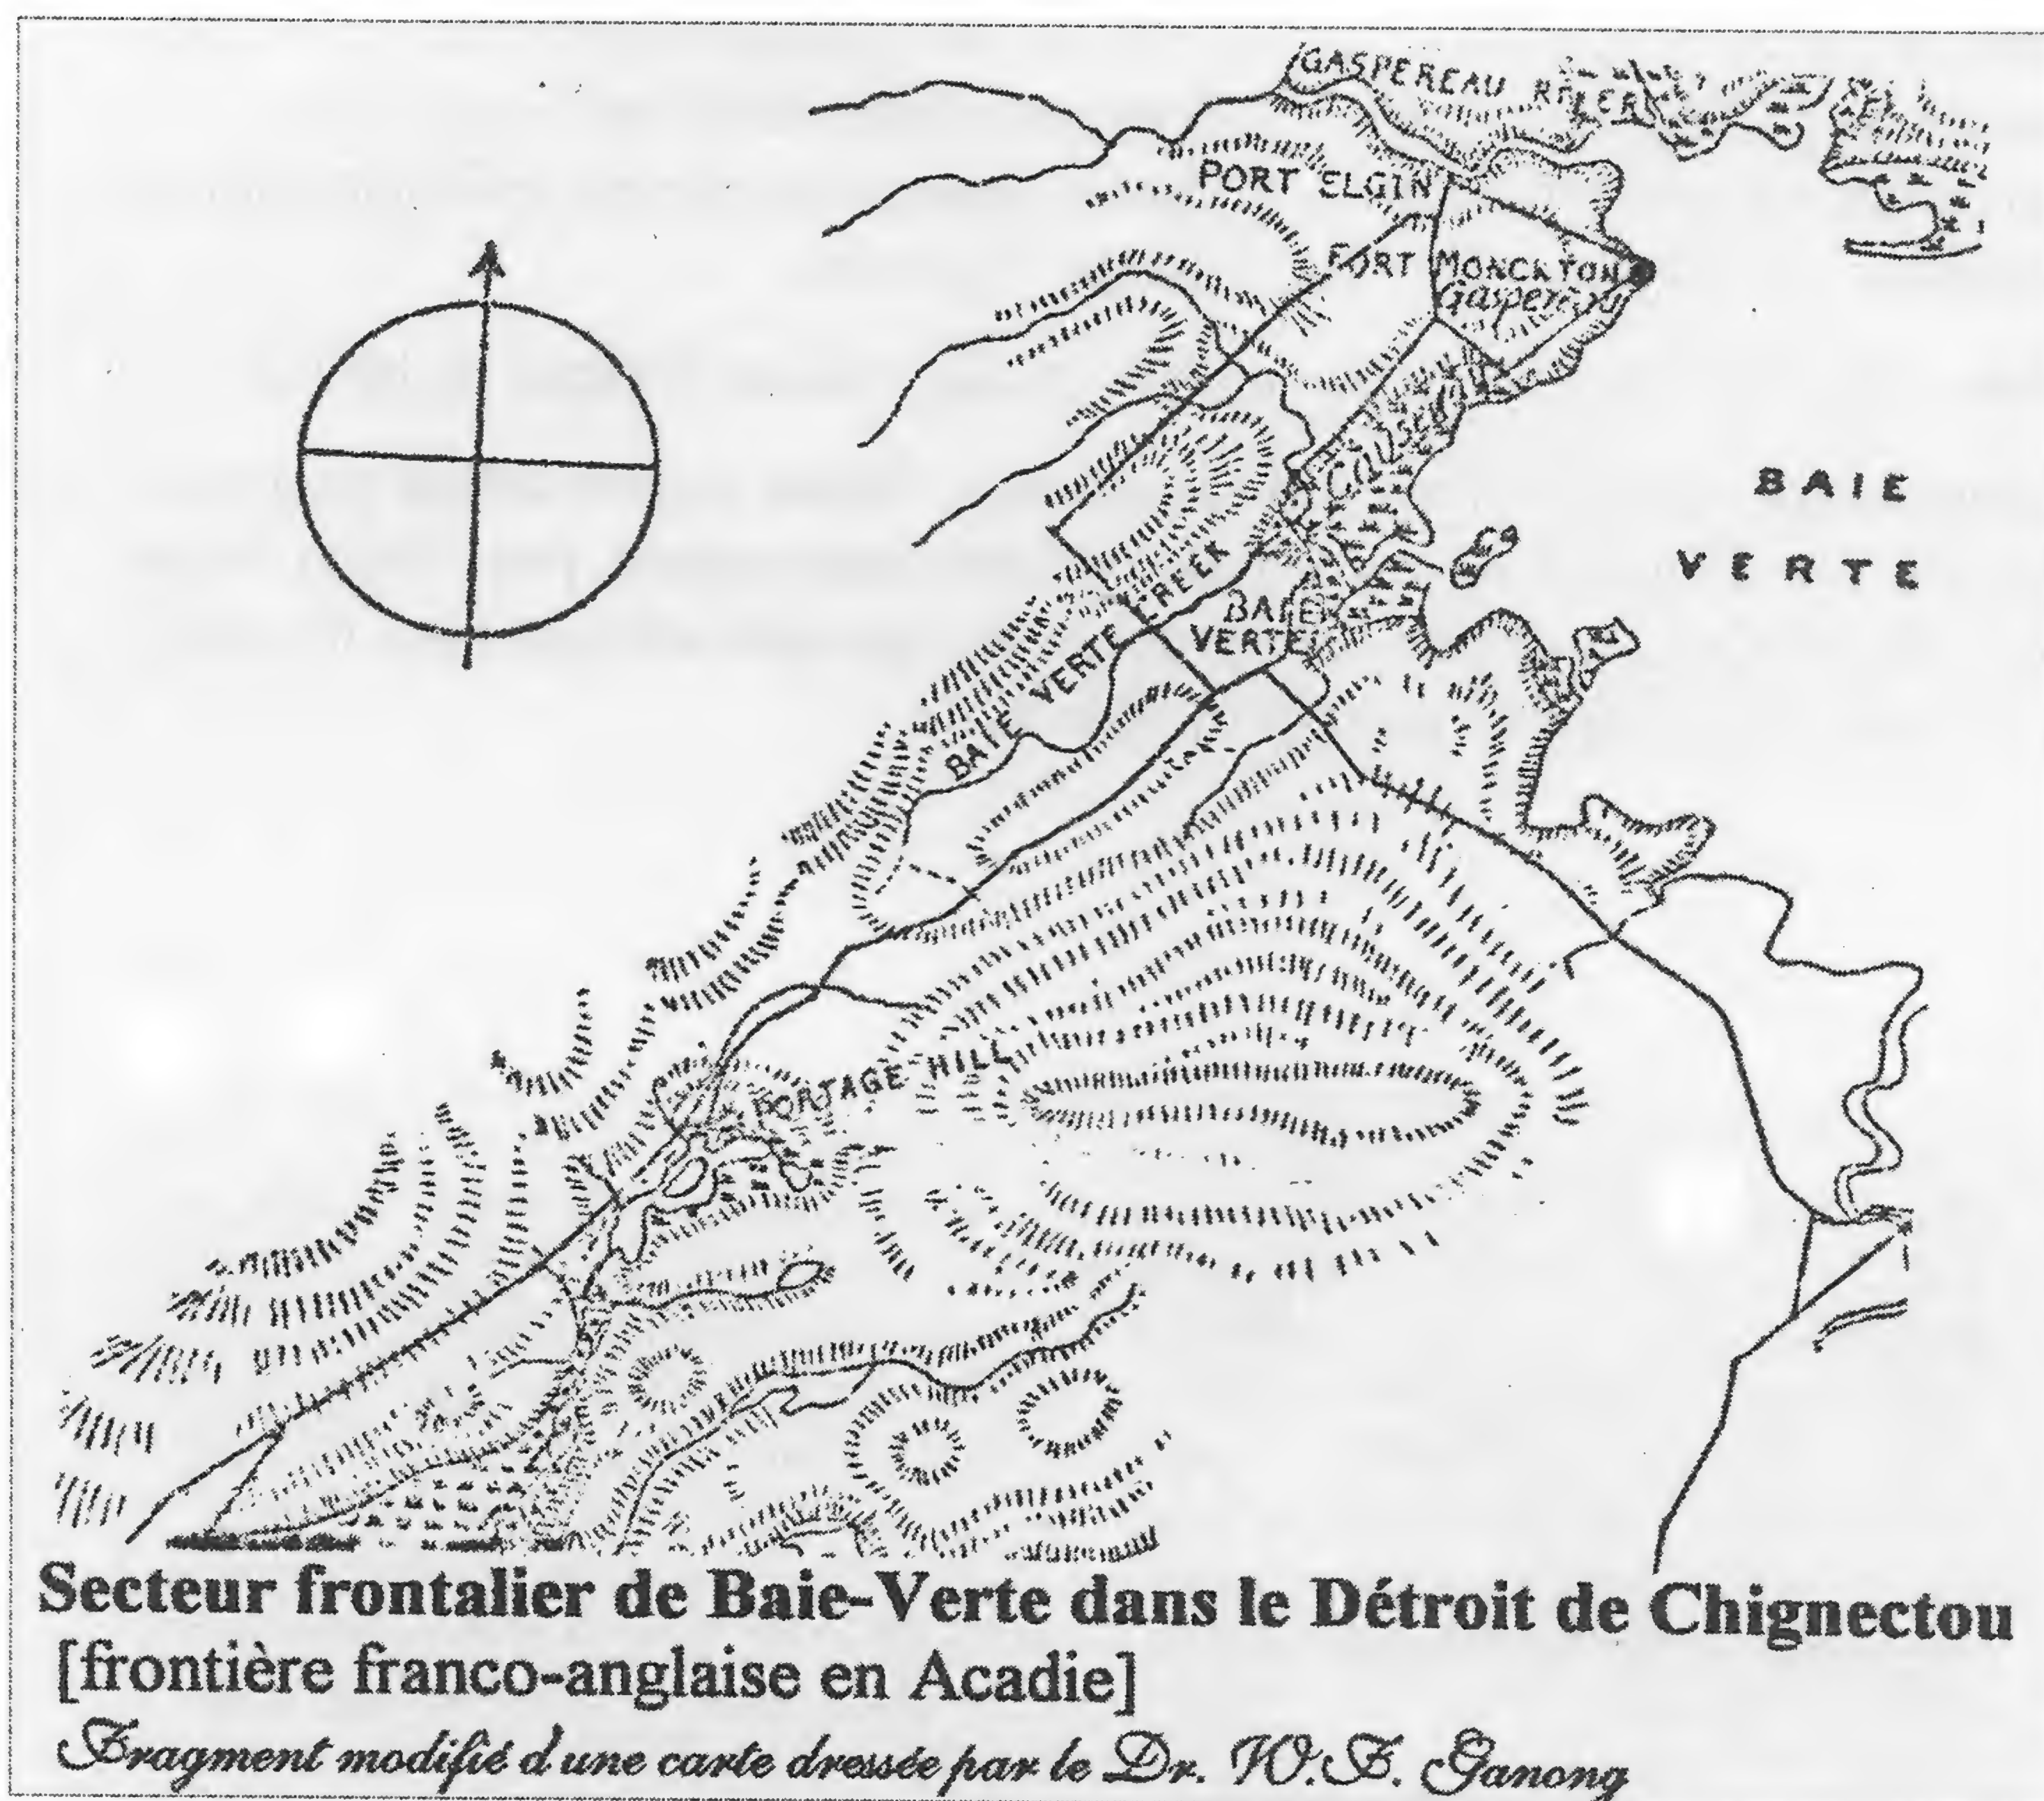 GASPEREAU RIVER
PORT ELGIN
FORT MONCKTON
Gaspereau
BAIE
VERTE
BAIE VERTE CREEK
BAIE
VERTE
PORTAGE HILL
Secteur frontalier de Baie-Verte dans le Détroit de Chignectou
[frontière franco-anglaise en Acadie]
Fragment modifié d'une carte dressée par le Dr. W.F. Ganong